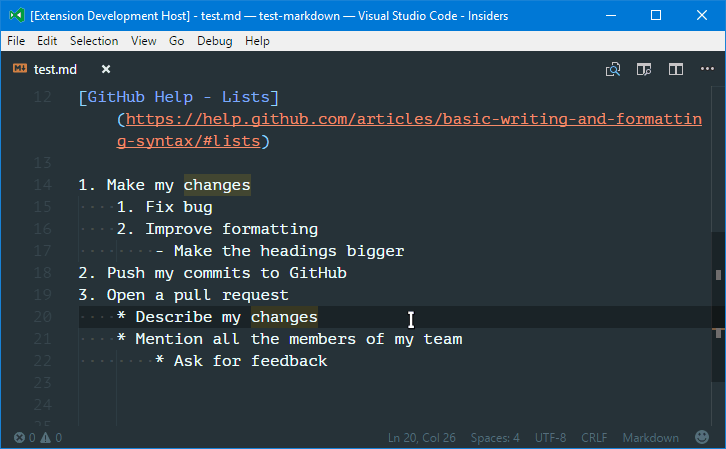 [Extension Development Host] - test.md — test-markdown — Visual Studio Code - Insiders
File Edit Selection View Go Debug Help
test.md
12 [GitHub Help - Lists]
(https://help.github.com/articles/basic-writing-and-formattin
g-syntax/#lists)
13
14 1. Make my changes
15 1. Fix bug
16 2. Improve formatting
17 - Make the headings bigger
18 2. Push my commits to GitHub
19 3. Open a pull request
20 * Describe my changes
21 * Mention all the members of my team
22 * Ask for feedback
23
24
25
0 0 Ln 20, Col 26 Spaces: 4 UTF-8 CRLF Markdown